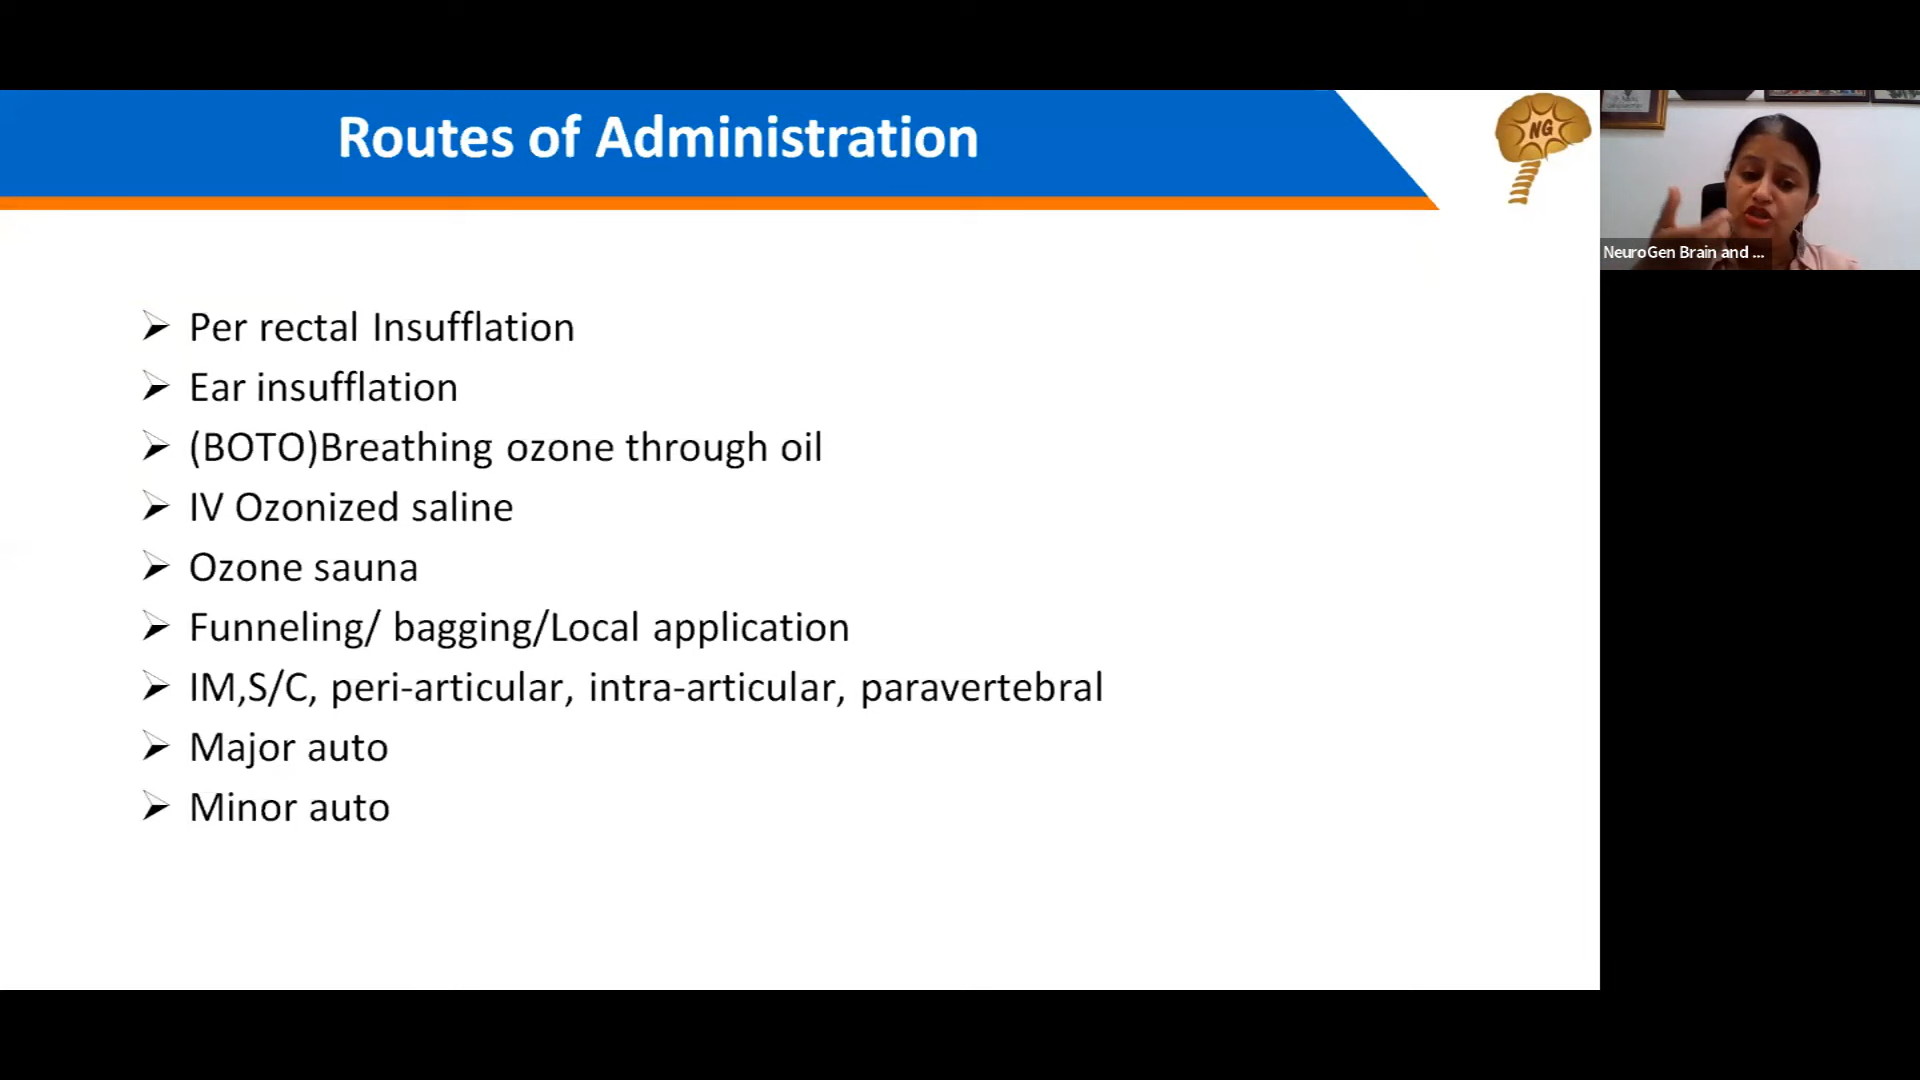 Routes of Administration
NG
NeuroGen Brain and ...
Per rectal Insufflation
Ear insufflation
(BOTO)Breathing ozone through oil
IV Ozonized saline
Ozone sauna
Funneling/ bagging/Local application
IM,S/C, peri-articular, intra-articular, paravertebral
Major auto
Minor auto